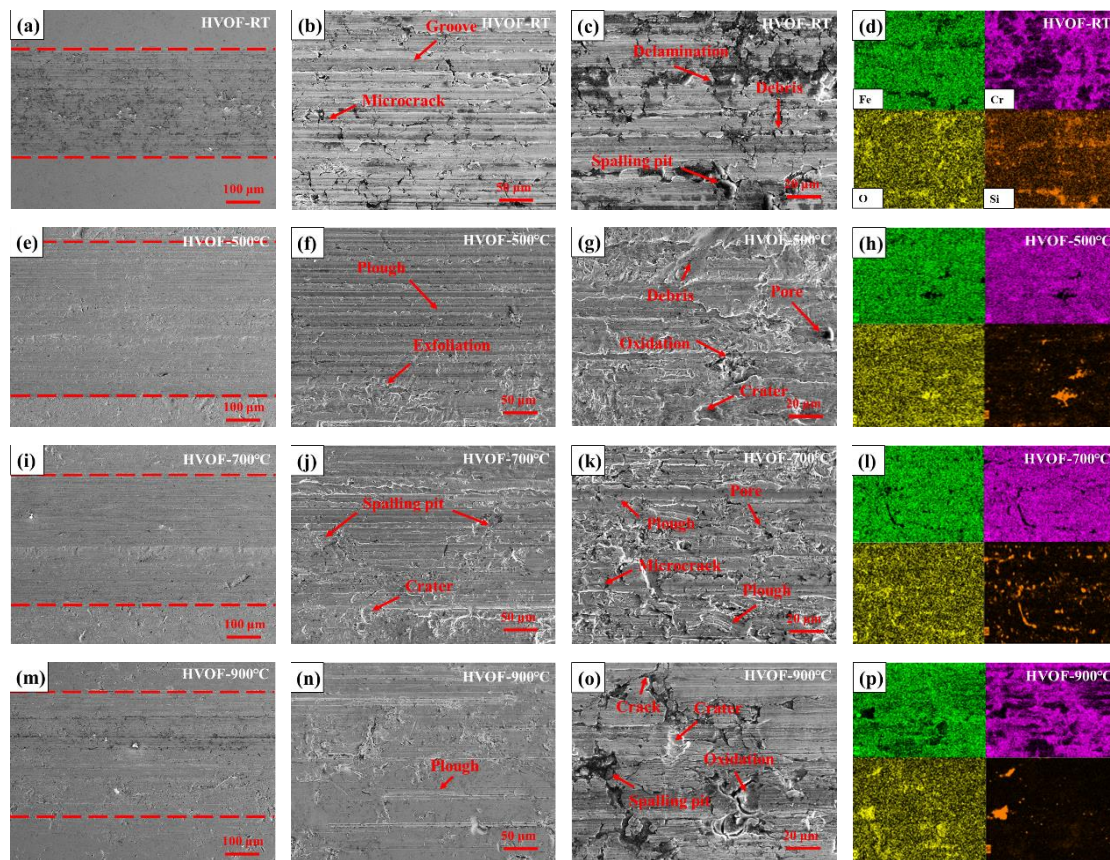 (a) HVOF-RT
100 μm
(b) HVOF-RT
Groove
Microcrack
50 μm
(c) HVOF-RT
Delamination
Debris
Spalling pit
20 μm
(d) HVOF-RT
Fe Cr
O Si
(e) HVOF-500°C
100 μm
(f) HVOF-500°C
Plough
Exfoliation
50 μm
(g) HVOF-500°C
Debris
Pore
Oxidation
Crater
20 μm
(h) HVOF-500°C
(i) HVOF-700°C
100 μm
(j) HVOF-700°C
Spalling pit
Crater
50 μm
(k) HVOF-700°C
Pore
Plough
Microcrack
Plough
20 μm
(l) HVOF-700°C
(m) HVOF-900°C
100 μm
(n) HVOF-900°C
Plough
50 μm
(o) HVOF-900°C
Crack
Crater
Oxidation
Spalling pit
20 μm
(p) HVOF-900°C